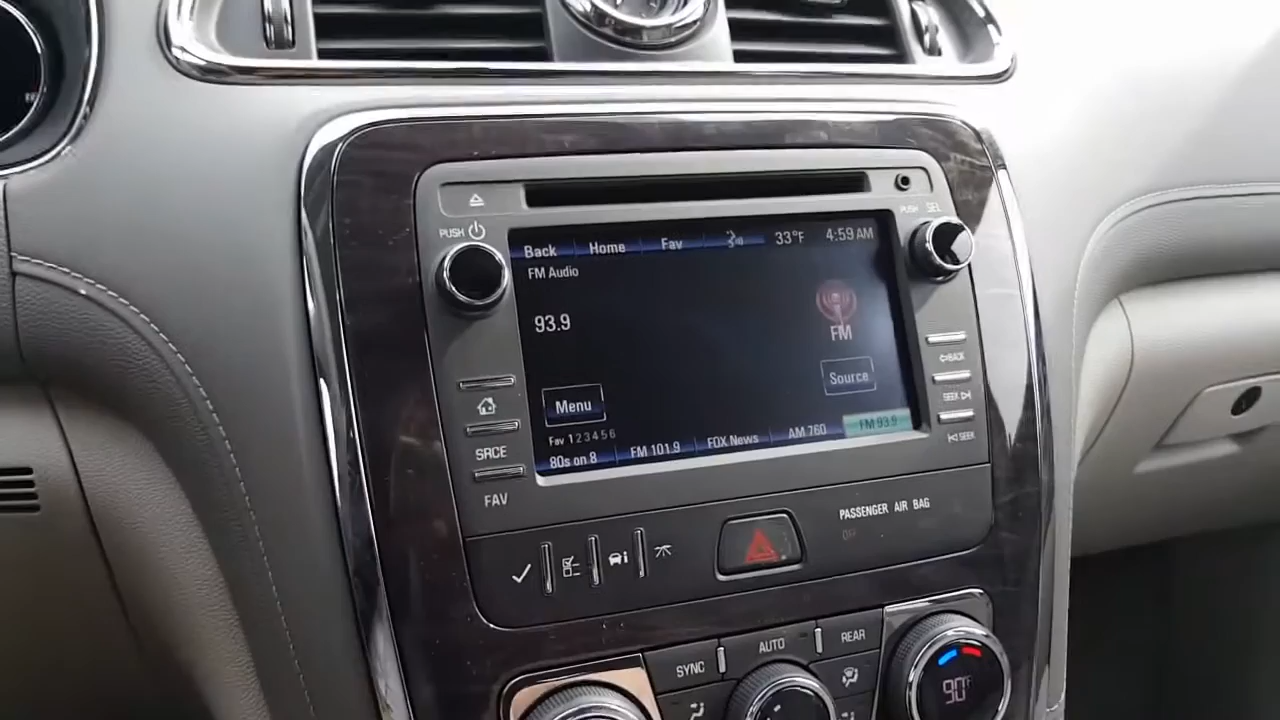 PUSH
PUSH SEL
Back Home Fav 33°F 4:59 AM
FM Audio
93.9
FM
Source
Menu
Fav 1 2 3 4 5 6
80s on 8 FM 101.9 FOX News AM 760 FM 93.9
BACK
SEEK
SEEK
SRCE
FAV
PASSENGER AIR BAG
OFF
SYNC AUTO REAR
90°F